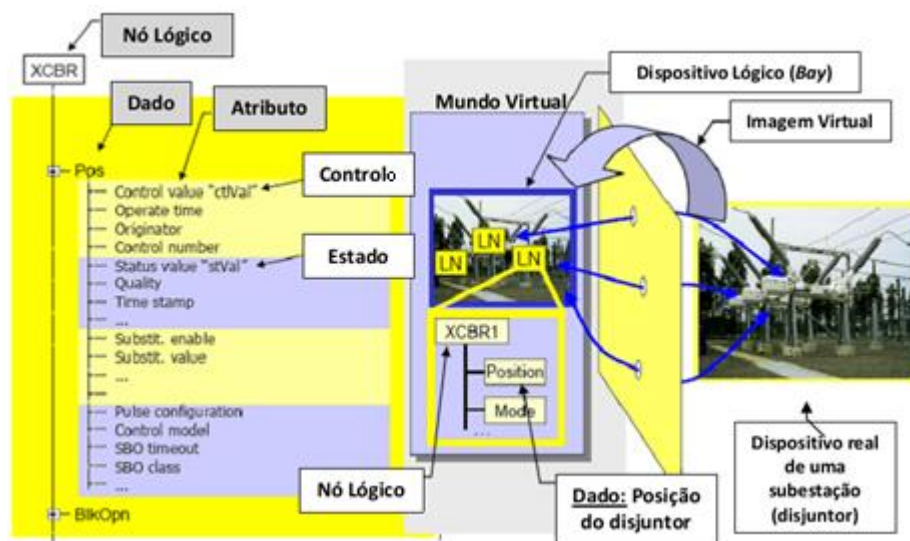 Nó Lógico
XCBR
Dado
Atributo
Pos
Control value "ctlVal"
Operate time
Originator
Control number
Status value "stVal"
Quality
Time stamp
...
Substit. enable
Substit. value
...
Pulse configuration
Control model
SBO timeout
SBO class
...
BlkOpn
Controlo
Estado
Mundo Virtual
Dispositivo Lógico (Bay)
Imagem Virtual
LN
LN
LN
XCBR1
Position
Mode
...
Nó Lógico
Dado: Posição
do disjuntor
Dispositivo real
de uma
subestação
(disjuntor)